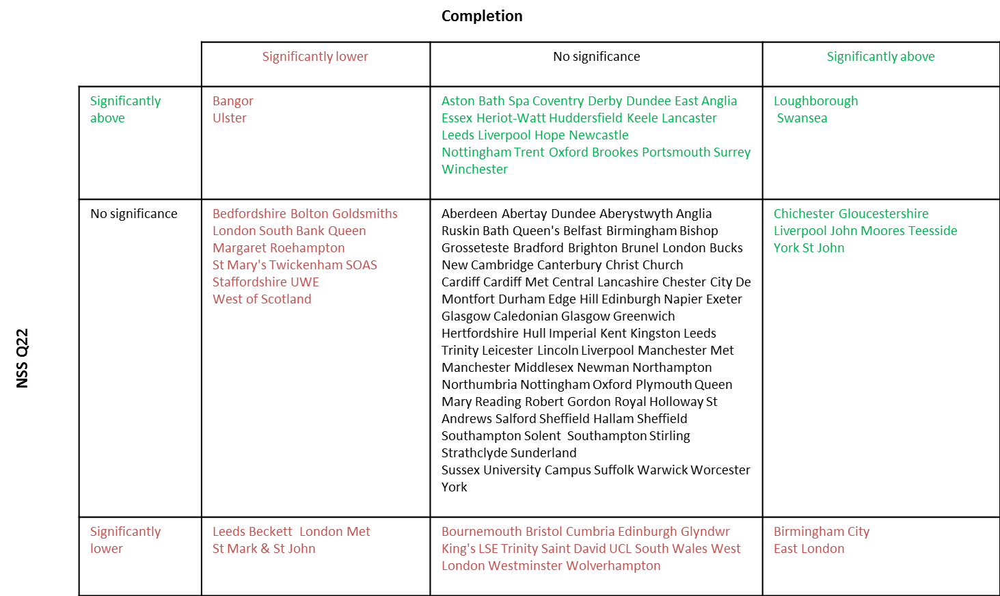 Completion
Significantly lower
No significance
Significantly above
Significantly
above
Bangor
Ulster
Aston Bath Spa Coventry Derby Dundee East Anglia
Essex Heriot-Watt Huddersfield Keele Lancaster
Leeds Liverpool Hope Newcastle
Nottingham Trent Oxford Brookes Portsmouth Surrey
Winchester
Loughborough
Swansea
No significance
Bedfordshire Bolton Goldsmiths
London South Bank Queen
Margaret Roehampton
St Mary's Twickenham SOAS
Staffordshire UWE
West of Scotland
Aberdeen Abertay Dundee Aberystwyth Anglia
Ruskin Bath Queen's Belfast Birmingham Bishop
Grosseteste Bradford Brighton Brunel London Bucks
New Cambridge Canterbury Christ Church
Cardiff Cardiff Met Central Lancashire Chester City De
Montfort Durham Edge Hill Edinburgh Napier Exeter
Glasgow Caledonian Glasgow Greenwich
Hertfordshire Hull Imperial Kent Kingston Leeds
Trinity Leicester Lincoln Liverpool Manchester Met
Manchester Middlesex Newman Northampton
Northumbria Nottingham Oxford Plymouth Queen
Mary Reading Robert Gordon Royal Holloway St
Andrews Salford Sheffield Hallam Sheffield
Southampton Solent Southampton Stirling
Strathclyde Sunderland
Sussex University Campus Suffolk Warwick Worcester
York
Chichester Gloucestershire
Liverpool John Moores Teesside
York St John
NSS Q22
Significantly
lower
Leeds Beckett London Met
St Mark & St John
Bournemouth Bristol Cumbria Edinburgh Glyndwr
King's LSE Trinity Saint David UCL South Wales West
London Westminster Wolverhampton
Birmingham City
East London